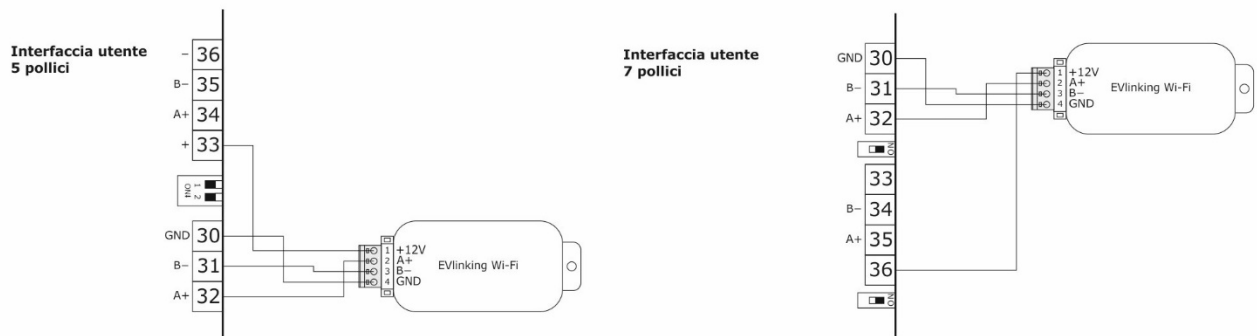 Interfaccia utente
5 pollici
- 36
B- 35
A+ 34
+ 33
1 2
ON
GND 30
B- 31
A+ 32
1 +12V
2 A+
3 B-
4 GND
EVlinking Wi-Fi
Interfaccia utente
7 pollici
GND 30
B- 31
A+ 32
ON
33
B- 34
A+ 35
36
ON
1 +12V
2 A+
3 B-
4 GND
EVlinking Wi-Fi